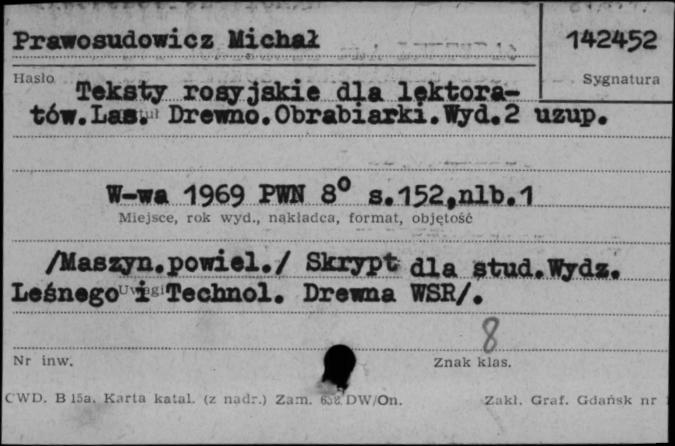 Prawosudowicz Michał
142452
Hasło
Sygnatura
Teksty rosyjskie dla lektora-
tów.Las. Drewno.Obrabiarki.Wyd.2 uzup.
W-wa 1969 PWN 8° s.152,nlb.1
Miejsce, rok wyd., nakładca, format, objętość
/Maszyn.powiel./ Skrypt dla stud.Wydz.
Leśnego i Technol. Drewna WSR/.
Uwagi
8
Nr inw.
Znak klas.
CWD. B 15a. Karta katal. (z nadr.) Zam. DW/On.
Zakł. Graf. Gdańsk nr